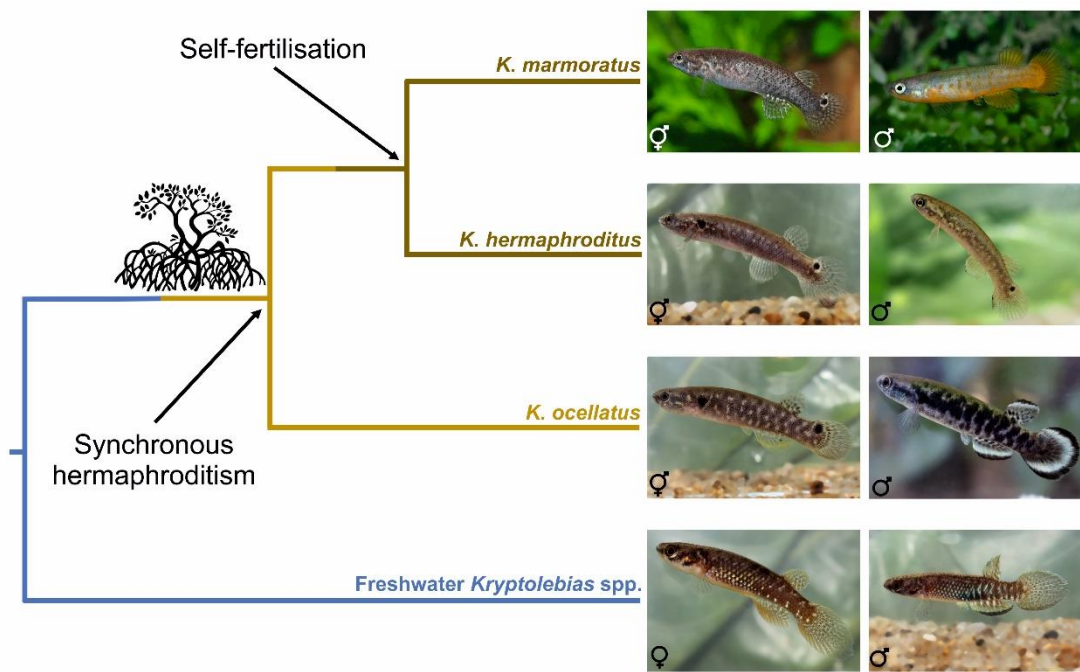 Self-fertilisation
K. marmoratus
K. hermaphroditus
Synchronous
hermaphroditism
K. ocellatus
Freshwater Kryptolebias spp.